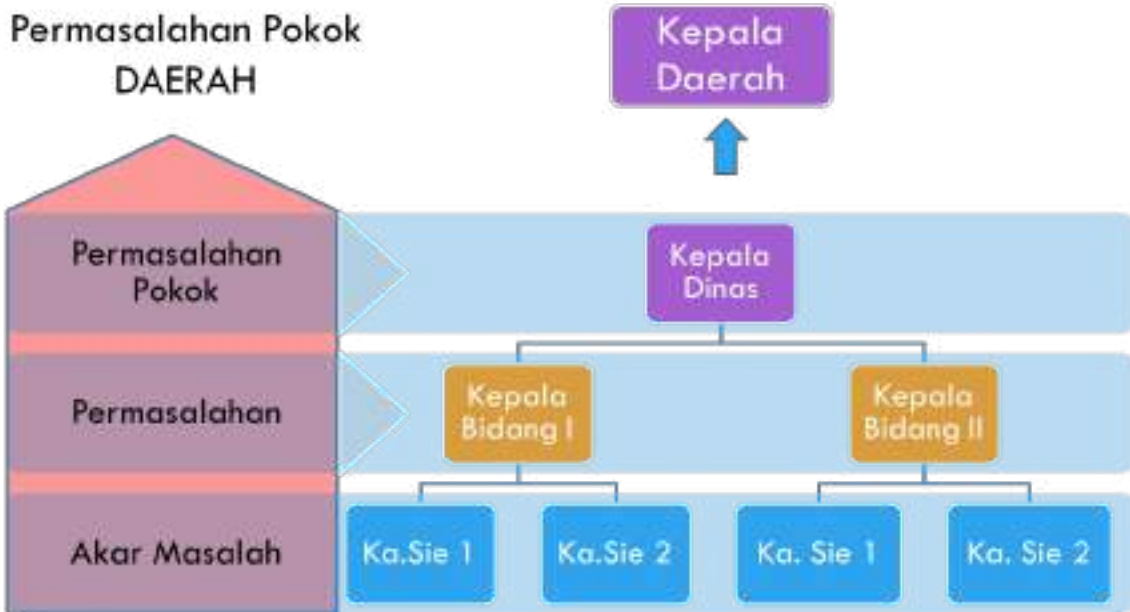 Permasalahan Pokok
DAERAH
Kepala
Daerah
Permasalahan
Pokok
Kepala
Dinas
Permasalahan
Kepala
Bidang I
Kepala
Bidang II
Akar Masalah
Ka.Sie 1
Ka.Sie 2
Ka. Sie 1
Ka. Sie 2